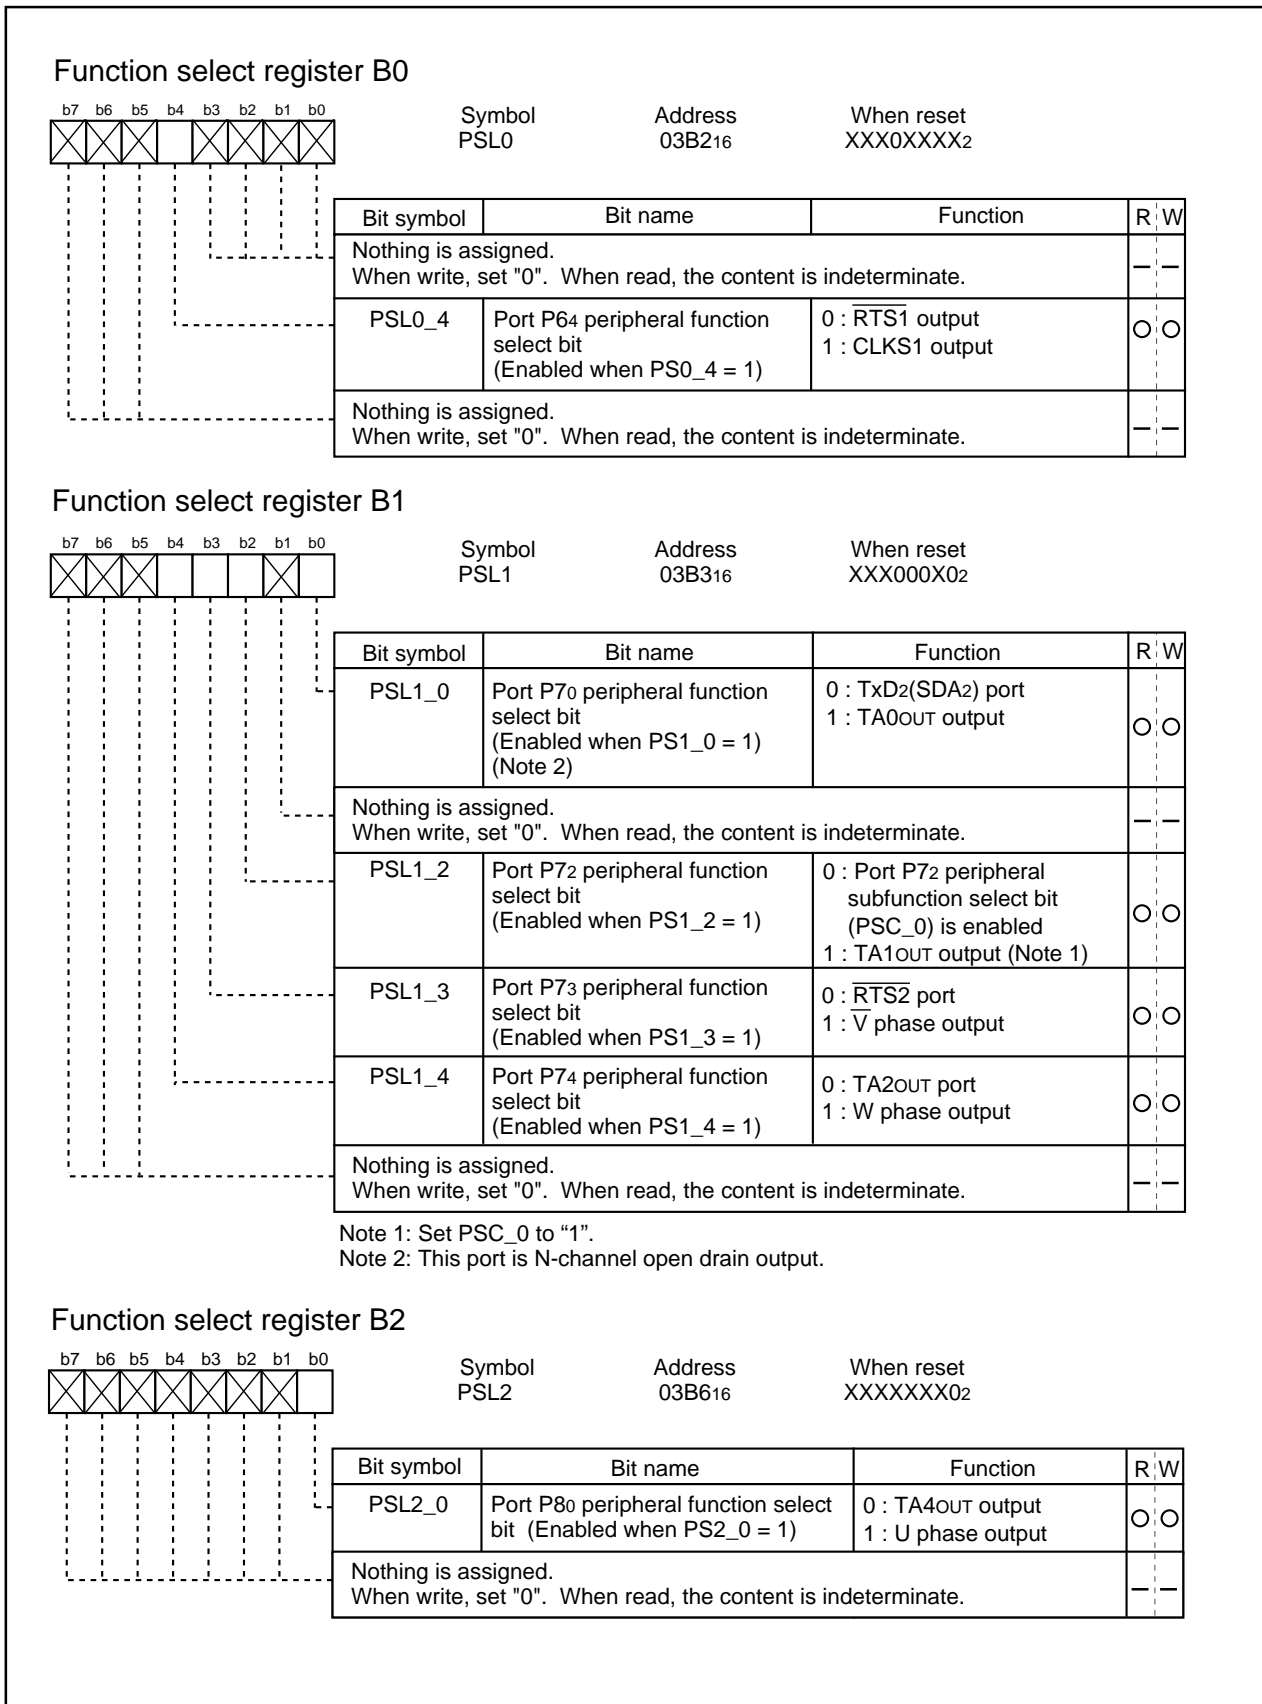 Function select register B0
b7 b6 b5 b4 b3 b2 b1 b0
Symbol Address When reset
PSL0 03B216 XXX0XXXX2
Bit symbol Bit name Function R W
Nothing is assigned.
When write, set "0". When read, the content is indeterminate. – –
PSL0_4 Port P64 peripheral function 0 : R̅T̅S̅1̅ output
select bit 1 : CLKS1 output
(Enabled when PS0_4 = 1)
Nothing is assigned.
When write, set "0". When read, the content is indeterminate. – –
Function select register B1
b7 b6 b5 b4 b3 b2 b1 b0
Symbol Address When reset
PSL1 03B316 XXX000X02
Bit symbol Bit name Function R W
PSL1_0 Port P70 peripheral function 0 : TxD2(SDA2) port
select bit 1 : TA0OUT output
(Enabled when PS1_0 = 1)
(Note 2)
Nothing is assigned.
When write, set "0". When read, the content is indeterminate. – –
PSL1_2 Port P72 peripheral function 0 : Port P72 peripheral
select bit subfunction select bit
(Enabled when PS1_2 = 1) (PSC_0) is enabled
1 : TA1OUT output (Note 1)
PSL1_3 Port P73 peripheral function 0 : R̅T̅S̅2̅ port
select bit 1 : V̅ phase output
(Enabled when PS1_3 = 1)
PSL1_4 Port P74 peripheral function 0 : TA2OUT port
select bit 1 : W phase output
(Enabled when PS1_4 = 1)
Nothing is assigned.
When write, set "0". When read, the content is indeterminate. – –
Note 1: Set PSC_0 to “1”.
Note 2: This port is N-channel open drain output.
Function select register B2
b7 b6 b5 b4 b3 b2 b1 b0
Symbol Address When reset
PSL2 03B616 XXXXXXX02
Bit symbol Bit name Function R W
PSL2_0 Port P80 peripheral function select 0 : TA4OUT output
bit (Enabled when PS2_0 = 1) 1 : U phase output
Nothing is assigned.
When write, set "0". When read, the content is indeterminate. – –